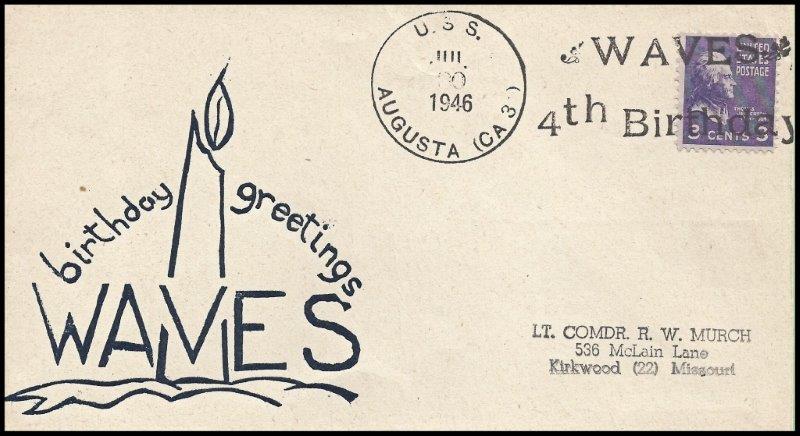 U.S.S.
JUL
30
1946
AUGUSTA (CA 31)
WAVES
4th Birthday
UNITED
STATES
POSTAGE
3 CENTS 3
birthday greetings
WAVES
LT. COMDR. R. W. MURCH
536 McLain Lane
Kirkwood (22) Missouri